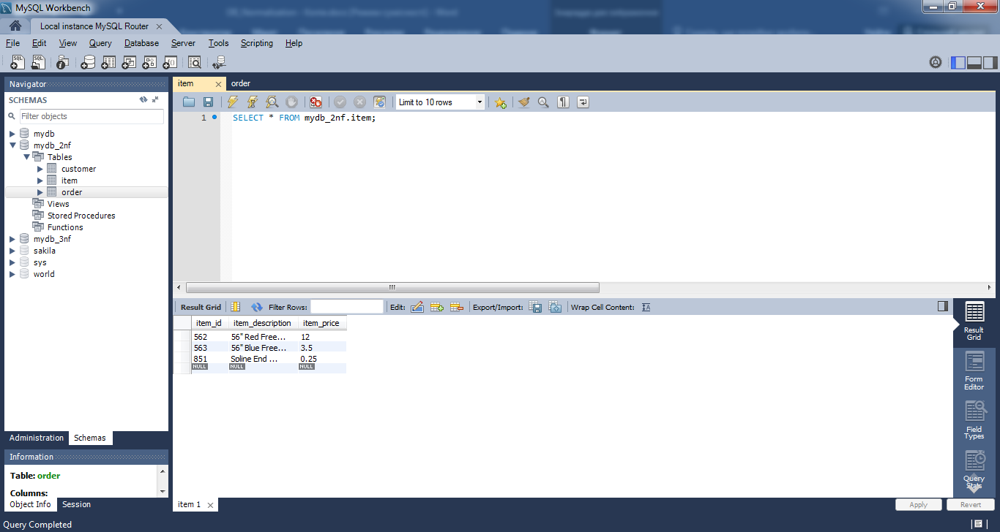 MySQL Workbench
Local instance MySQL Router
File Edit View Query Database Server Tools Scripting Help
Navigator
SCHEMAS
Filter objects
mydb
mydb_2nf
Tables
customer
item
order
Views
Stored Procedures
Functions
mydb_3nf
sakila
sys
world
Administration Schemas
Information
Table: order
Columns:
Object Info Session
item order
Limit to 10 rows
1 SELECT * FROM mydb_2nf.item;
Result Grid Filter Rows: Edit: Export/Import: Wrap Cell Content:
item_id item_description item_price
562 56" Red Free... 12
563 56" Blue Free... 3.5
851 Spline End ... 0.25
NULL NULL NULL
Result
Grid
Form
Editor
Field
Types
Query
Stats
item 1
Apply Revert
Query Completed